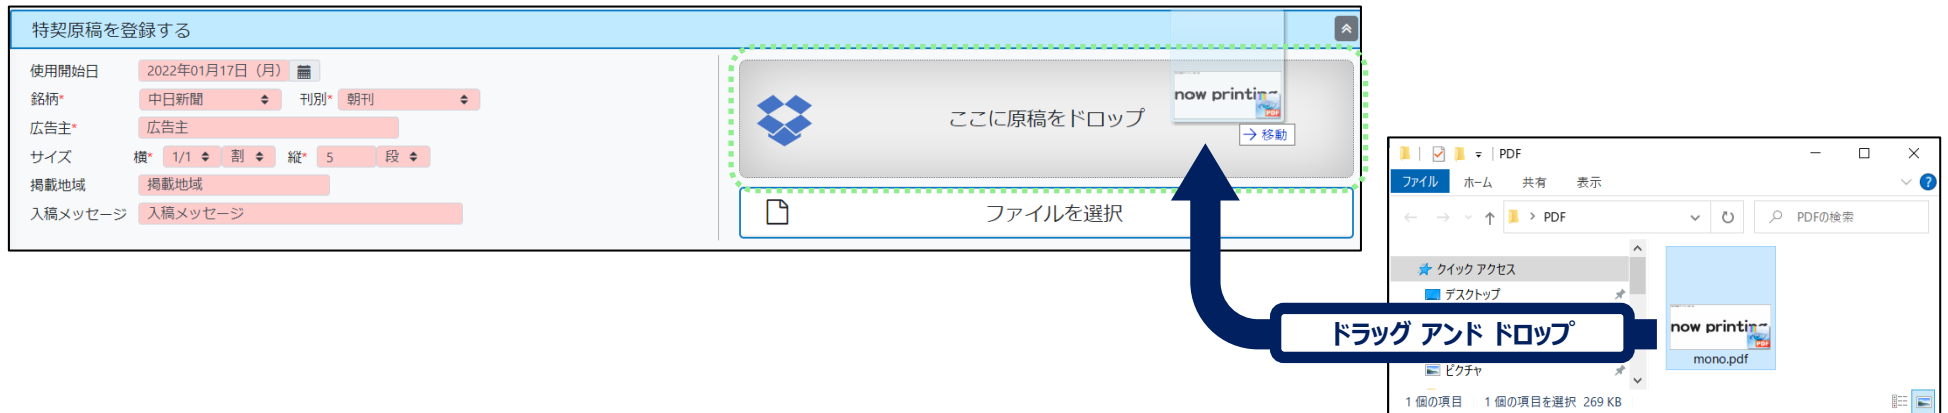 特契原稿を登録する
使用開始日 2022年01月17日（月）
銘柄* 中日新聞 刊別* 朝刊
広告主* 広告主
サイズ 横* 1/1 割 縦* 5 段
掲載地域 掲載地域
入稿メッセージ 入稿メッセージ
ここに原稿をドロップ
now printing
PDF
→移動
ファイルを選択
ドラッグ アンド ドロップ
PDF
ファイル ホーム 共有 表示
PDF
PDFの検索
クイック アクセス
デスクトップ
ピクチャ
now printing
PDF
mono.pdf
1 個の項目 1 個の項目を選択 269 KB